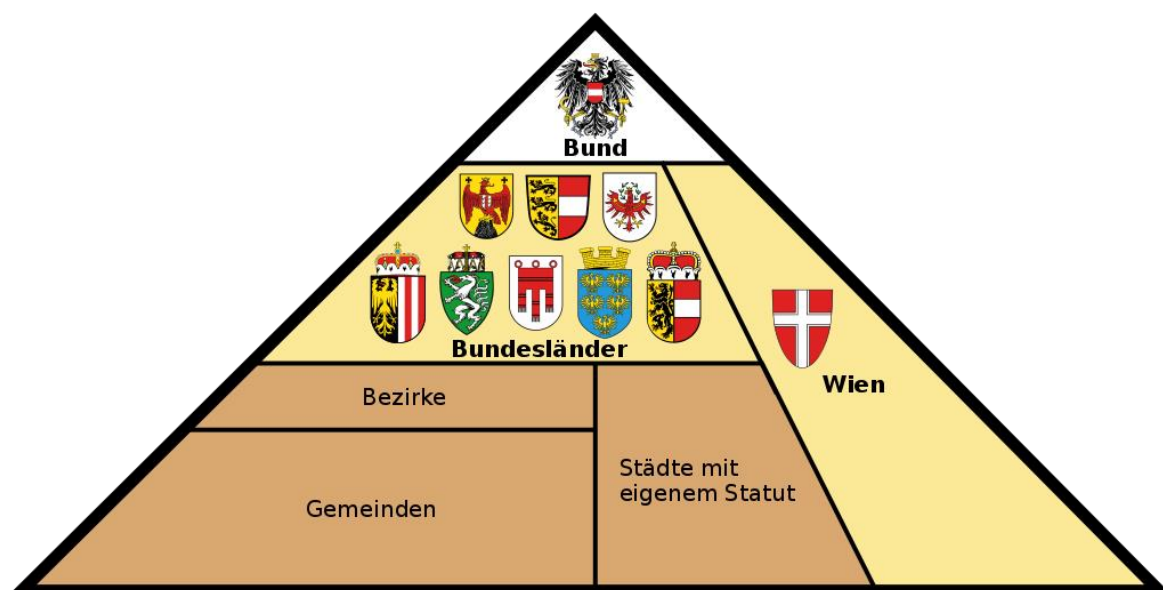 Bund
Bundesländer
Wien
Bezirke
Gemeinden
Städte mit
eigenem Statut